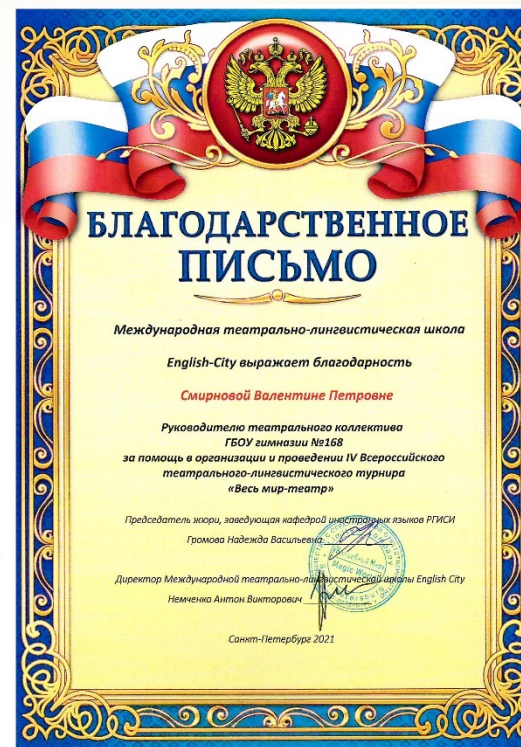 БЛАГОДАРСТВЕННОЕ
ПИСЬМО
Международная театрально-лингвистическая школа
English-City выражает благодарность
Смирновой Валентине Петровне
Руководителю театрального коллектива
ГБОУ гимназии №168
за помощь в организации и проведении IV Всероссийского
театрального-лингвистического турнира
«Весь мир-театр»
Председатель жюри, заведующая кафедрой иностранных языков РГИСИ
Громова Надежда Васильевна
Magic W
Директор Международной театрально-лингвистической школы English City
Немченко Антон Викторович
Санкт-Петербург 2021